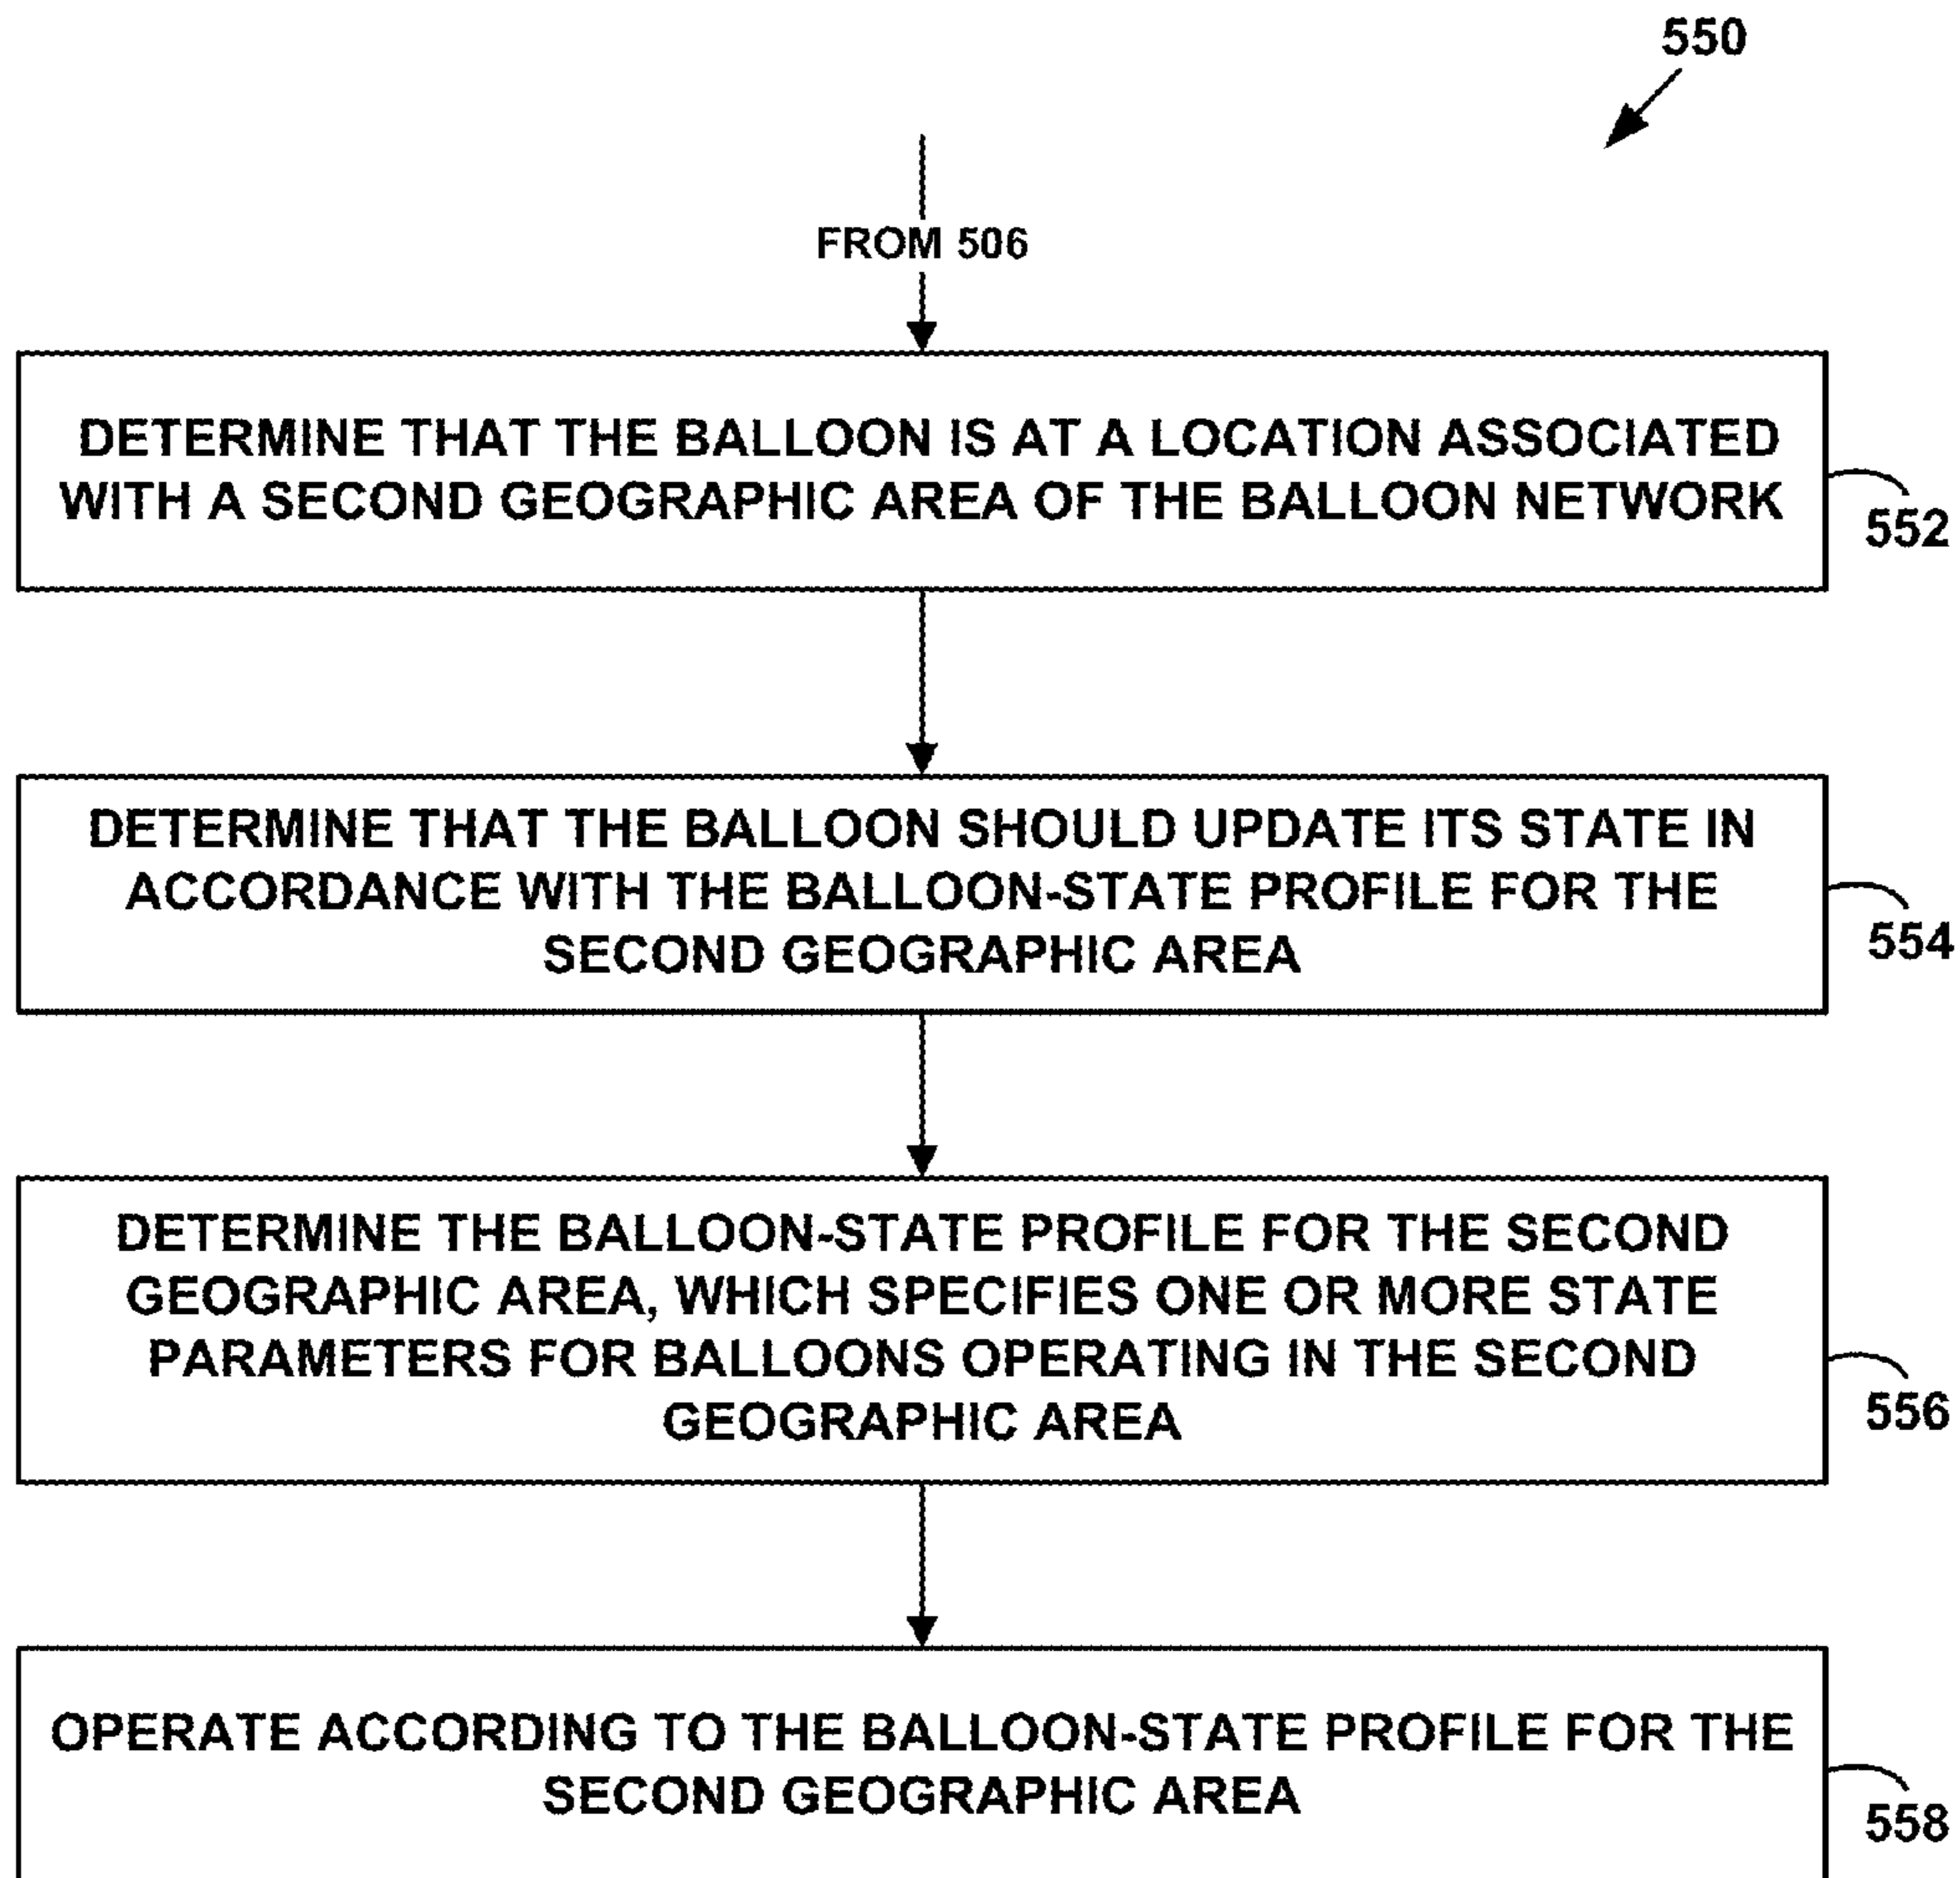 550
FROM 506
DETERMINE THAT THE BALLOON IS AT A LOCATION ASSOCIATED
WITH A SECOND GEOGRAPHIC AREA OF THE BALLOON NETWORK
552
DETERMINE THAT THE BALLOON SHOULD UPDATE ITS STATE IN
ACCORDANCE WITH THE BALLOON-STATE PROFILE FOR THE
SECOND GEOGRAPHIC AREA
554
DETERMINE THE BALLOON-STATE PROFILE FOR THE SECOND
GEOGRAPHIC AREA, WHICH SPECIFIES ONE OR MORE STATE
PARAMETERS FOR BALLOONS OPERATING IN THE SECOND
GEOGRAPHIC AREA
556
OPERATE ACCORDING TO THE BALLOON-STATE PROFILE FOR THE
SECOND GEOGRAPHIC AREA
558